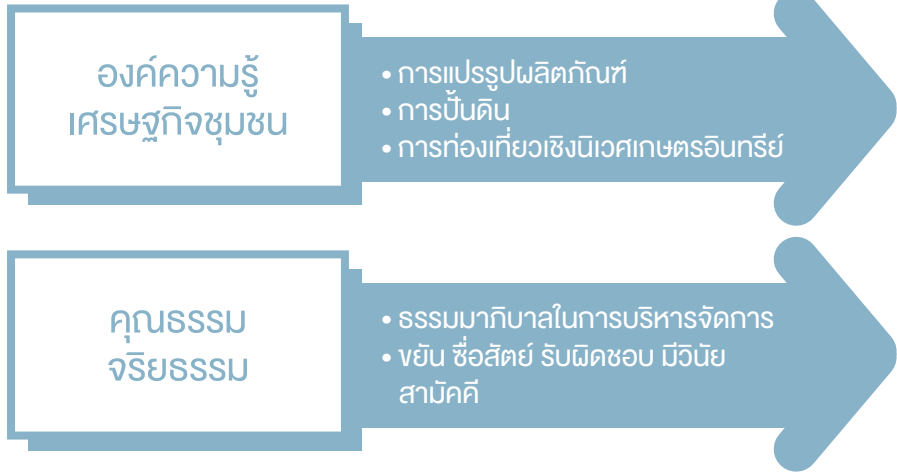 องค์ความรู้
เศรษฐกิจชุมชน
• การแปรรูปผลิตภัณฑ์
• การปั้นดิน
• การท่องเที่ยวเชิงนิเวศเกษตรอินทรีย์
คุณธรรม
จริยธรรม
• ธรรมมาภิบาลในการบริหารจัดการ
• ขยัน ซื่อสัตย์ รับผิดชอบ มีวินัย
สามัคคี